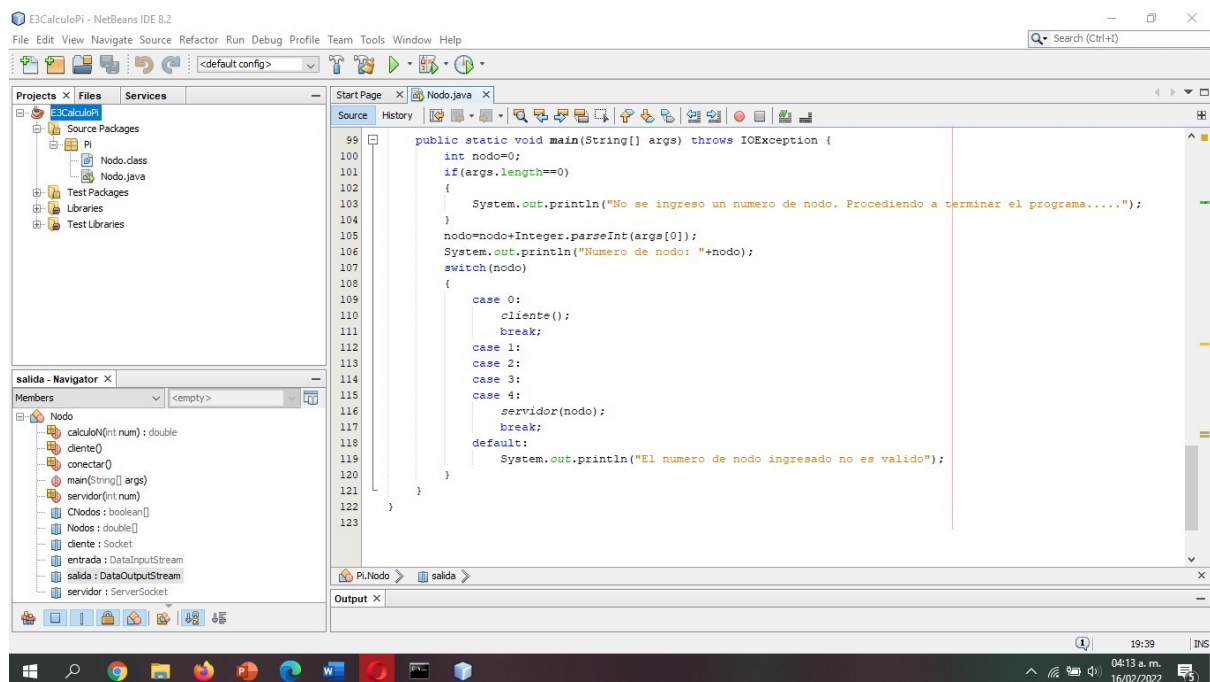 E3CalculoPi - NetBeans IDE 8.2
File Edit View Navigate Source Refactor Run Debug Profile Team Tools Window Help
Search (Ctrl+I)
<default config>
Projects Files Services
E3CalculoPi
Source Packages
Pi
Nodo.class
Nodo.java
Test Packages
Libraries
Test Libraries
salida - Navigator
Members <empty>
Nodo
calculoN(int num) : double
cliente()
conectar()
main(String[] args)
servidor(int num)
CNodos : boolean[]
Nodos : double[]
cliente : Socket
entrada : DataInputStream
salida : DataOutputStream
servidor : ServerSocket
Start Page Nodo.java
Source History
99 public static void main(String[] args) throws IOException {
100 int nodo=0;
101 if(args.length==0)
102 {
103 System.out.println("No se ingreso un numero de nodo. Procediendo a terminar el programa.....");
104 }
105 nodo=nodo+Integer.parseInt(args[0]);
106 System.out.println("Numero de nodo: "+nodo);
107 switch(nodo)
108 {
109 case 0:
110 cliente();
111 break;
112 case 1:
113 case 2:
114 case 3:
115 case 4:
116 servidor(nodo);
117 break;
118 default:
119 System.out.println("El numero de nodo ingresado no es valido");
120 }
121 }
122 }
123
Pi.Nodo salida
Output
1 19:39 INS
04:13 a. m.
16/02/2022
5